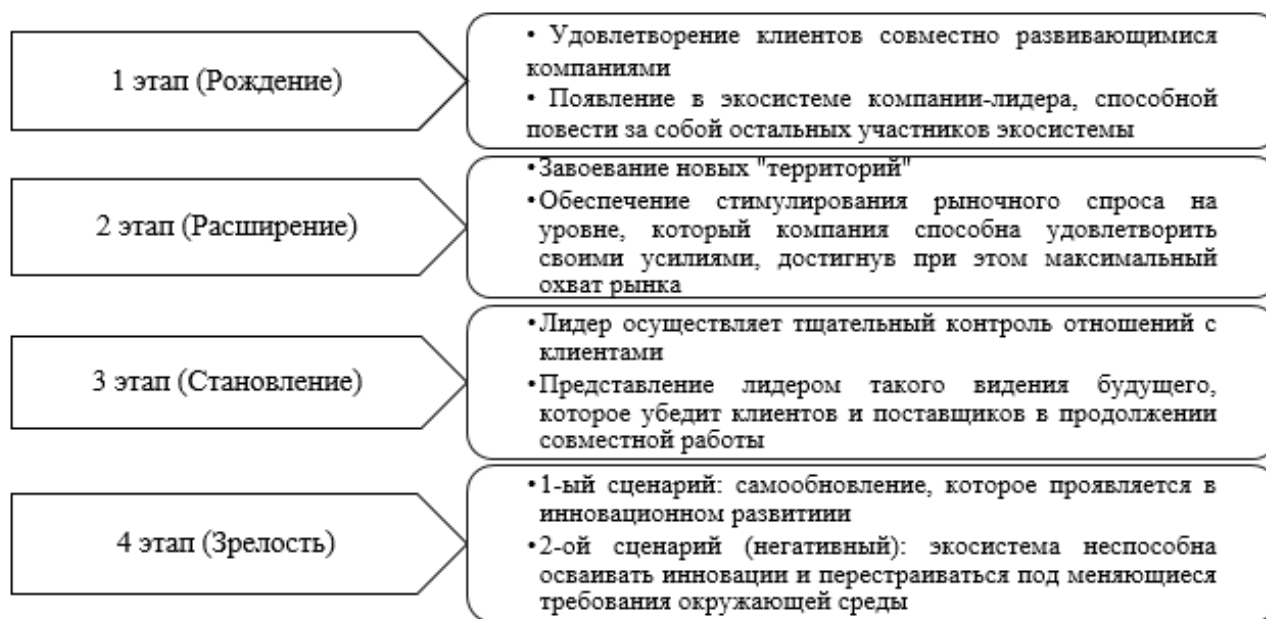 1 этап (Рождение)
• Удовлетворение клиентов совместно развивающимися
компаниями
• Появление в экосистеме компании-лидера, способной
повести за собой остальных участников экосистемы
2 этап (Расширение)
•Завоевание новых "территорий"
•Обеспечение стимулирования рыночного спроса на
уровне, который компания способна удовлетворить
своими усилиями, достигнув при этом максимальный
охват рынка
3 этап (Становление)
•Лидер осуществляет тщательный контроль отношений с
клиентами
•Представление лидером такого видения будущего,
которое убедит клиентов и поставщиков в продолжении
совместной работы
4 этап (Зрелость)
•1-ый сценарий: самообновление, которое проявляется в
инновационном развитиии
•2-ой сценарий (негативный): экосистема неспособна
осваивать инновации и перестраиваться под меняющиеся
требования окружающей среды